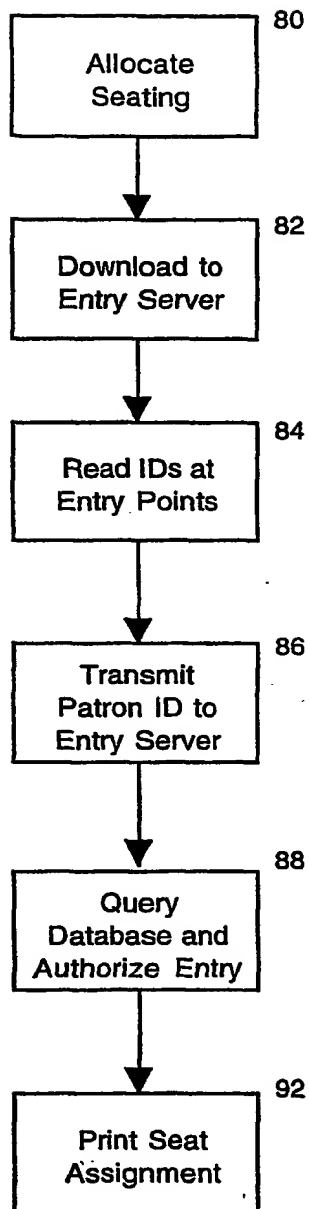 80
Allocate
Seating
82
Download to
Entry Server
84
Read IDs at
Entry Points
86
Transmit
Patron ID to
Entry Server
88
Query
Database and
Authorize Entry
92
Print Seat
Assignment